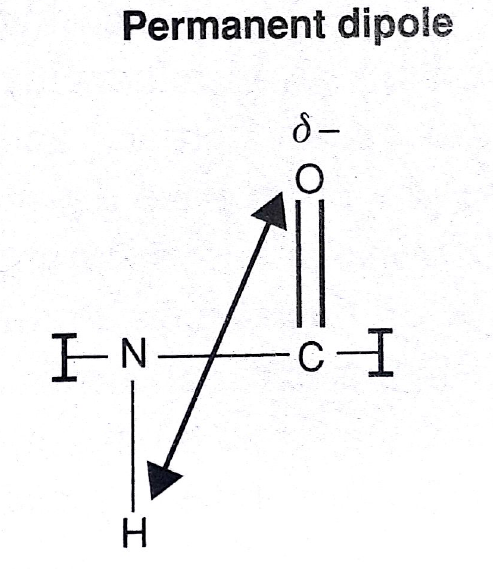 Permanent dipole
δ−
O
N C
H